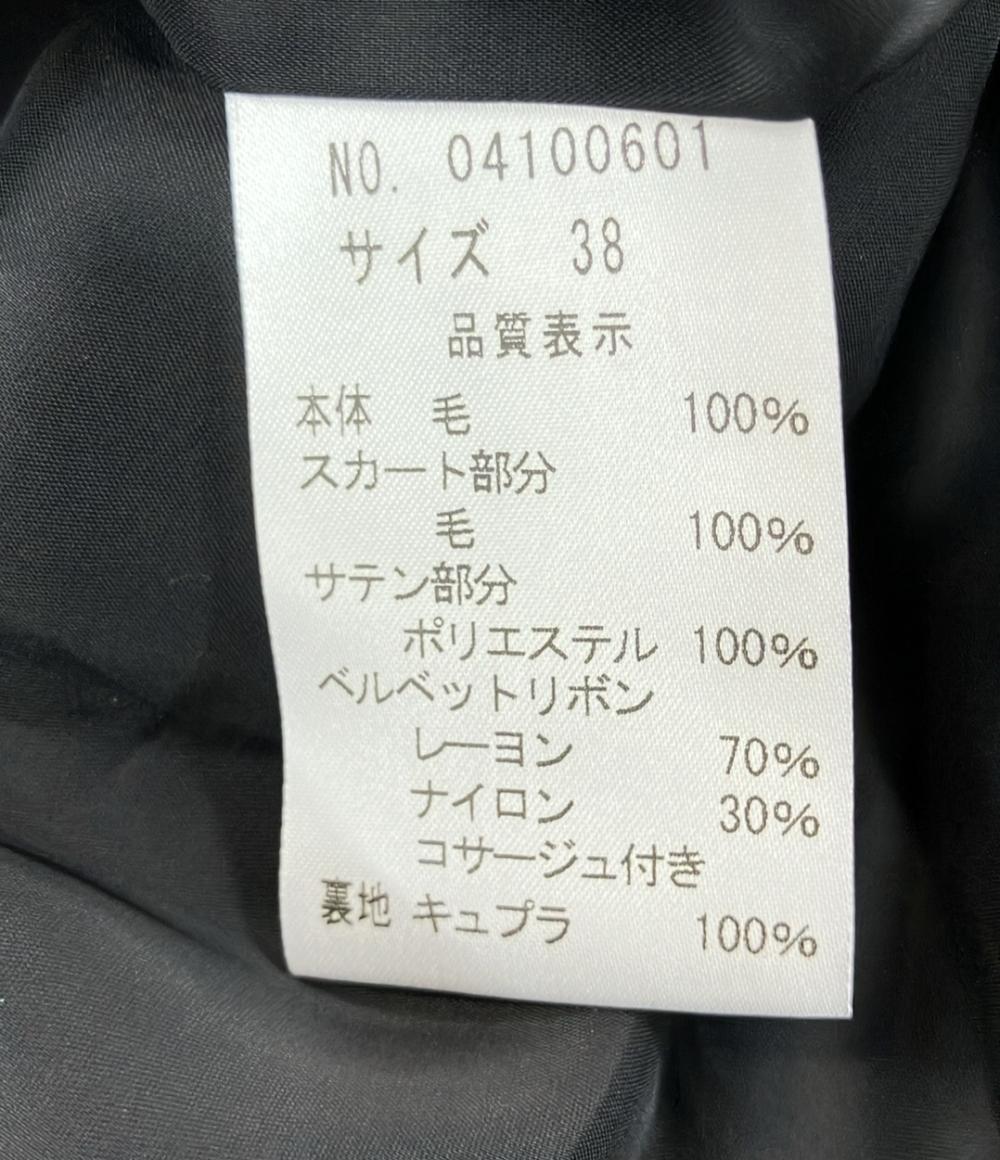 NO. 04100601
サイズ 38
品質表示
本体 毛 100%
スカート部分
毛 100%
サテン部分
ポリエステル 100%
ベルベットリボン
レーヨン 70%
ナイロン 30%
コサージュ付き
裏地 キュプラ 100%